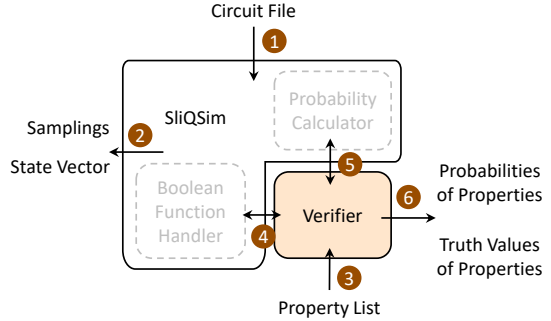 Circuit File
1
SliQSim
Probability
Calculator
2
Samplings
State Vector
5
Boolean
Function
Handler
4
Verifier
6
Probabilities
of Properties
Truth Values
of Properties
3
Property List